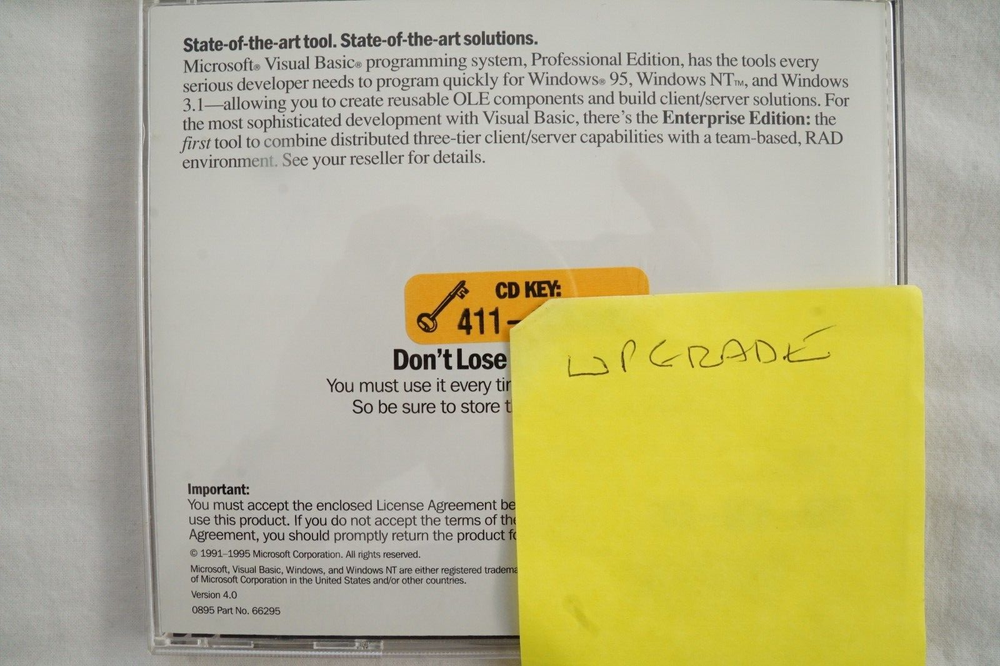 State-of-the-art tool. State-of-the-art solutions.
Microsoft® Visual Basic® programming system, Professional Edition, has the tools every
serious developer needs to program quickly for Windows® 95, Windows NT™, and Windows
3.1—allowing you to create reusable OLE components and build client/server solutions. For
the most sophisticated development with Visual Basic, there's the Enterprise Edition: the
first tool to combine distributed three-tier client/server capabilities with a team-based, RAD
environment. See your reseller for details.
CD KEY:
411-
Don't Lose
You must use it every
So be sure to store
UPGRADE
Important:
You must accept the enclosed License Agreement
use this product. If you do not accept the terms of
Agreement, you should promptly return the product
© 1991-1995 Microsoft Corporation. All rights reserved.
Microsoft, Visual Basic, Windows, and Windows NT are either registered
of Microsoft Corporation in the United States and/or other countries.
Version 4.0
0895 Part No. 66295